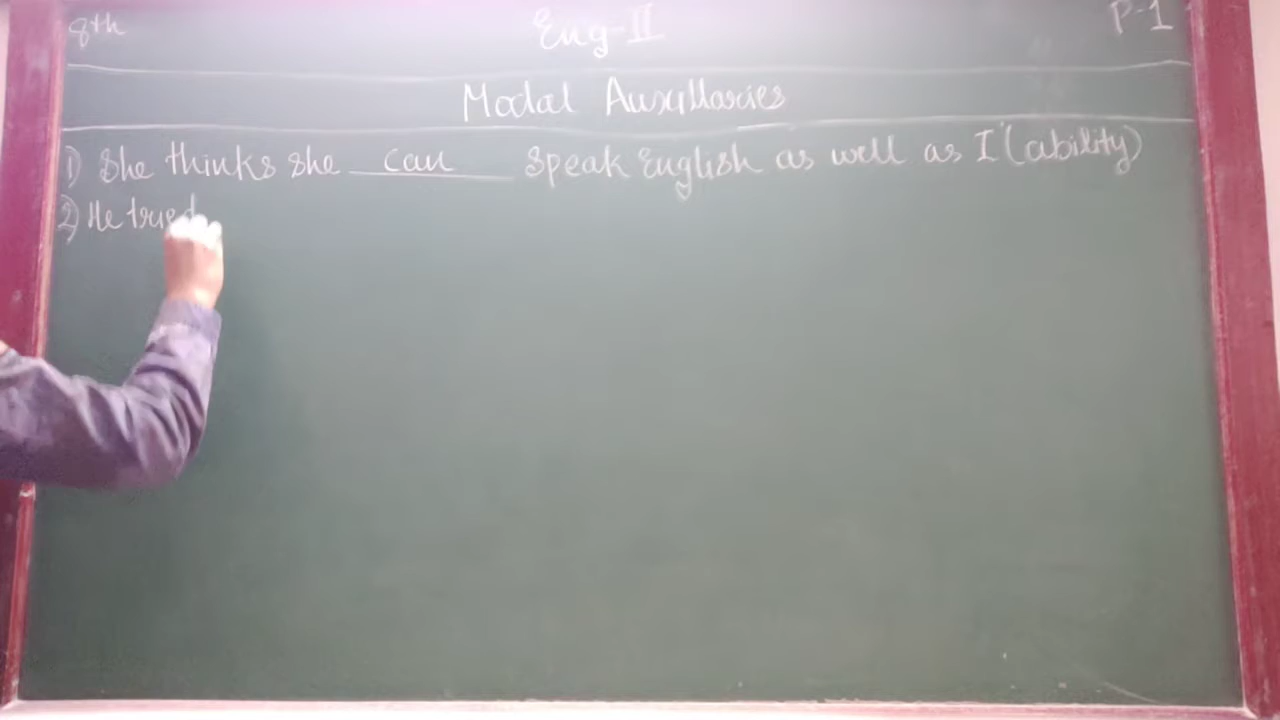 8th Eng-II P-1
Modal Auxillaries
1) She thinks she can speak English as well as I (ability)
2) He tried